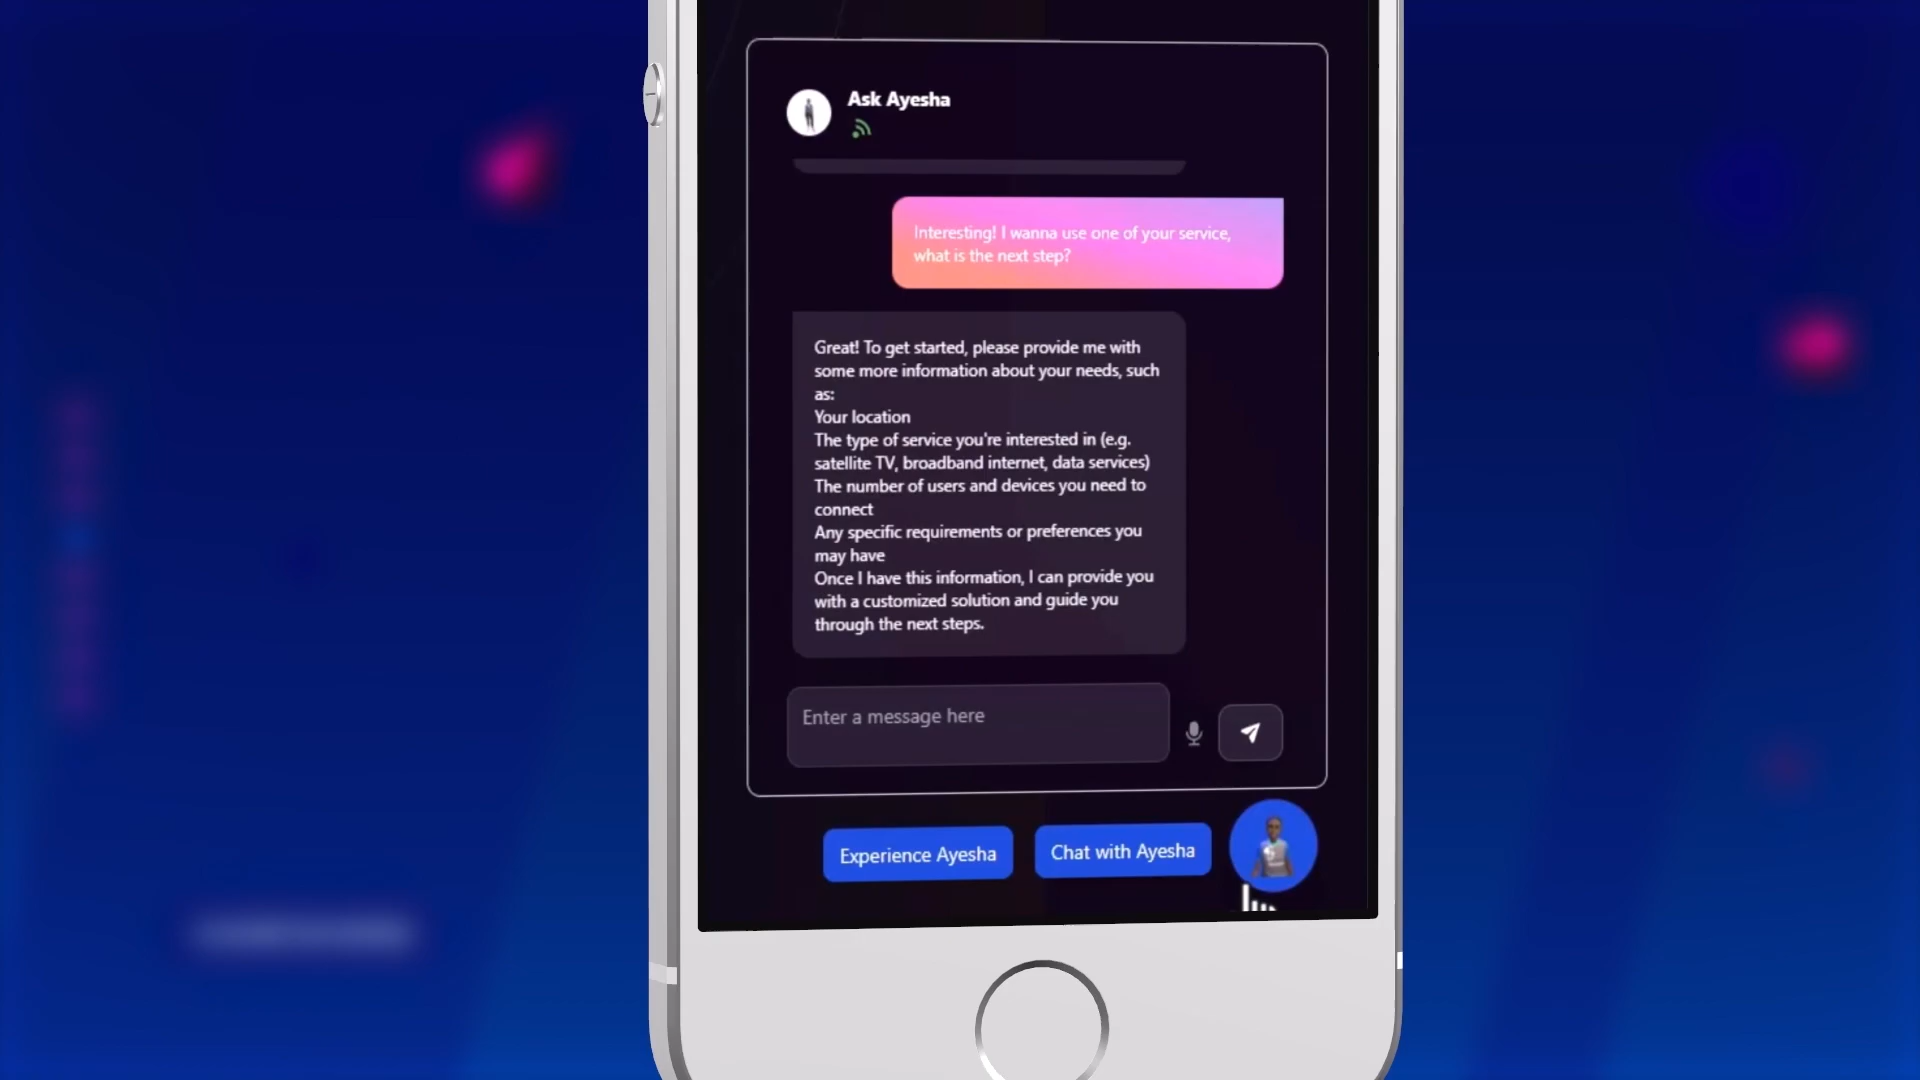 Ask Ayesha
Interesting! I wanna use one of your service,
what is the next step?
Great! To get started, please provide me with
some more information about your needs, such
as:
Your location
The type of service you're interested in (e.g.
satellite TV, broadband internet, data services)
The number of users and devices you need to
connect
Any specific requirements or preferences you
may have
Once I have this information, I can provide you
with a customized solution and guide you
through the next steps.
Enter a message here
Experience Ayesha
Chat with Ayesha